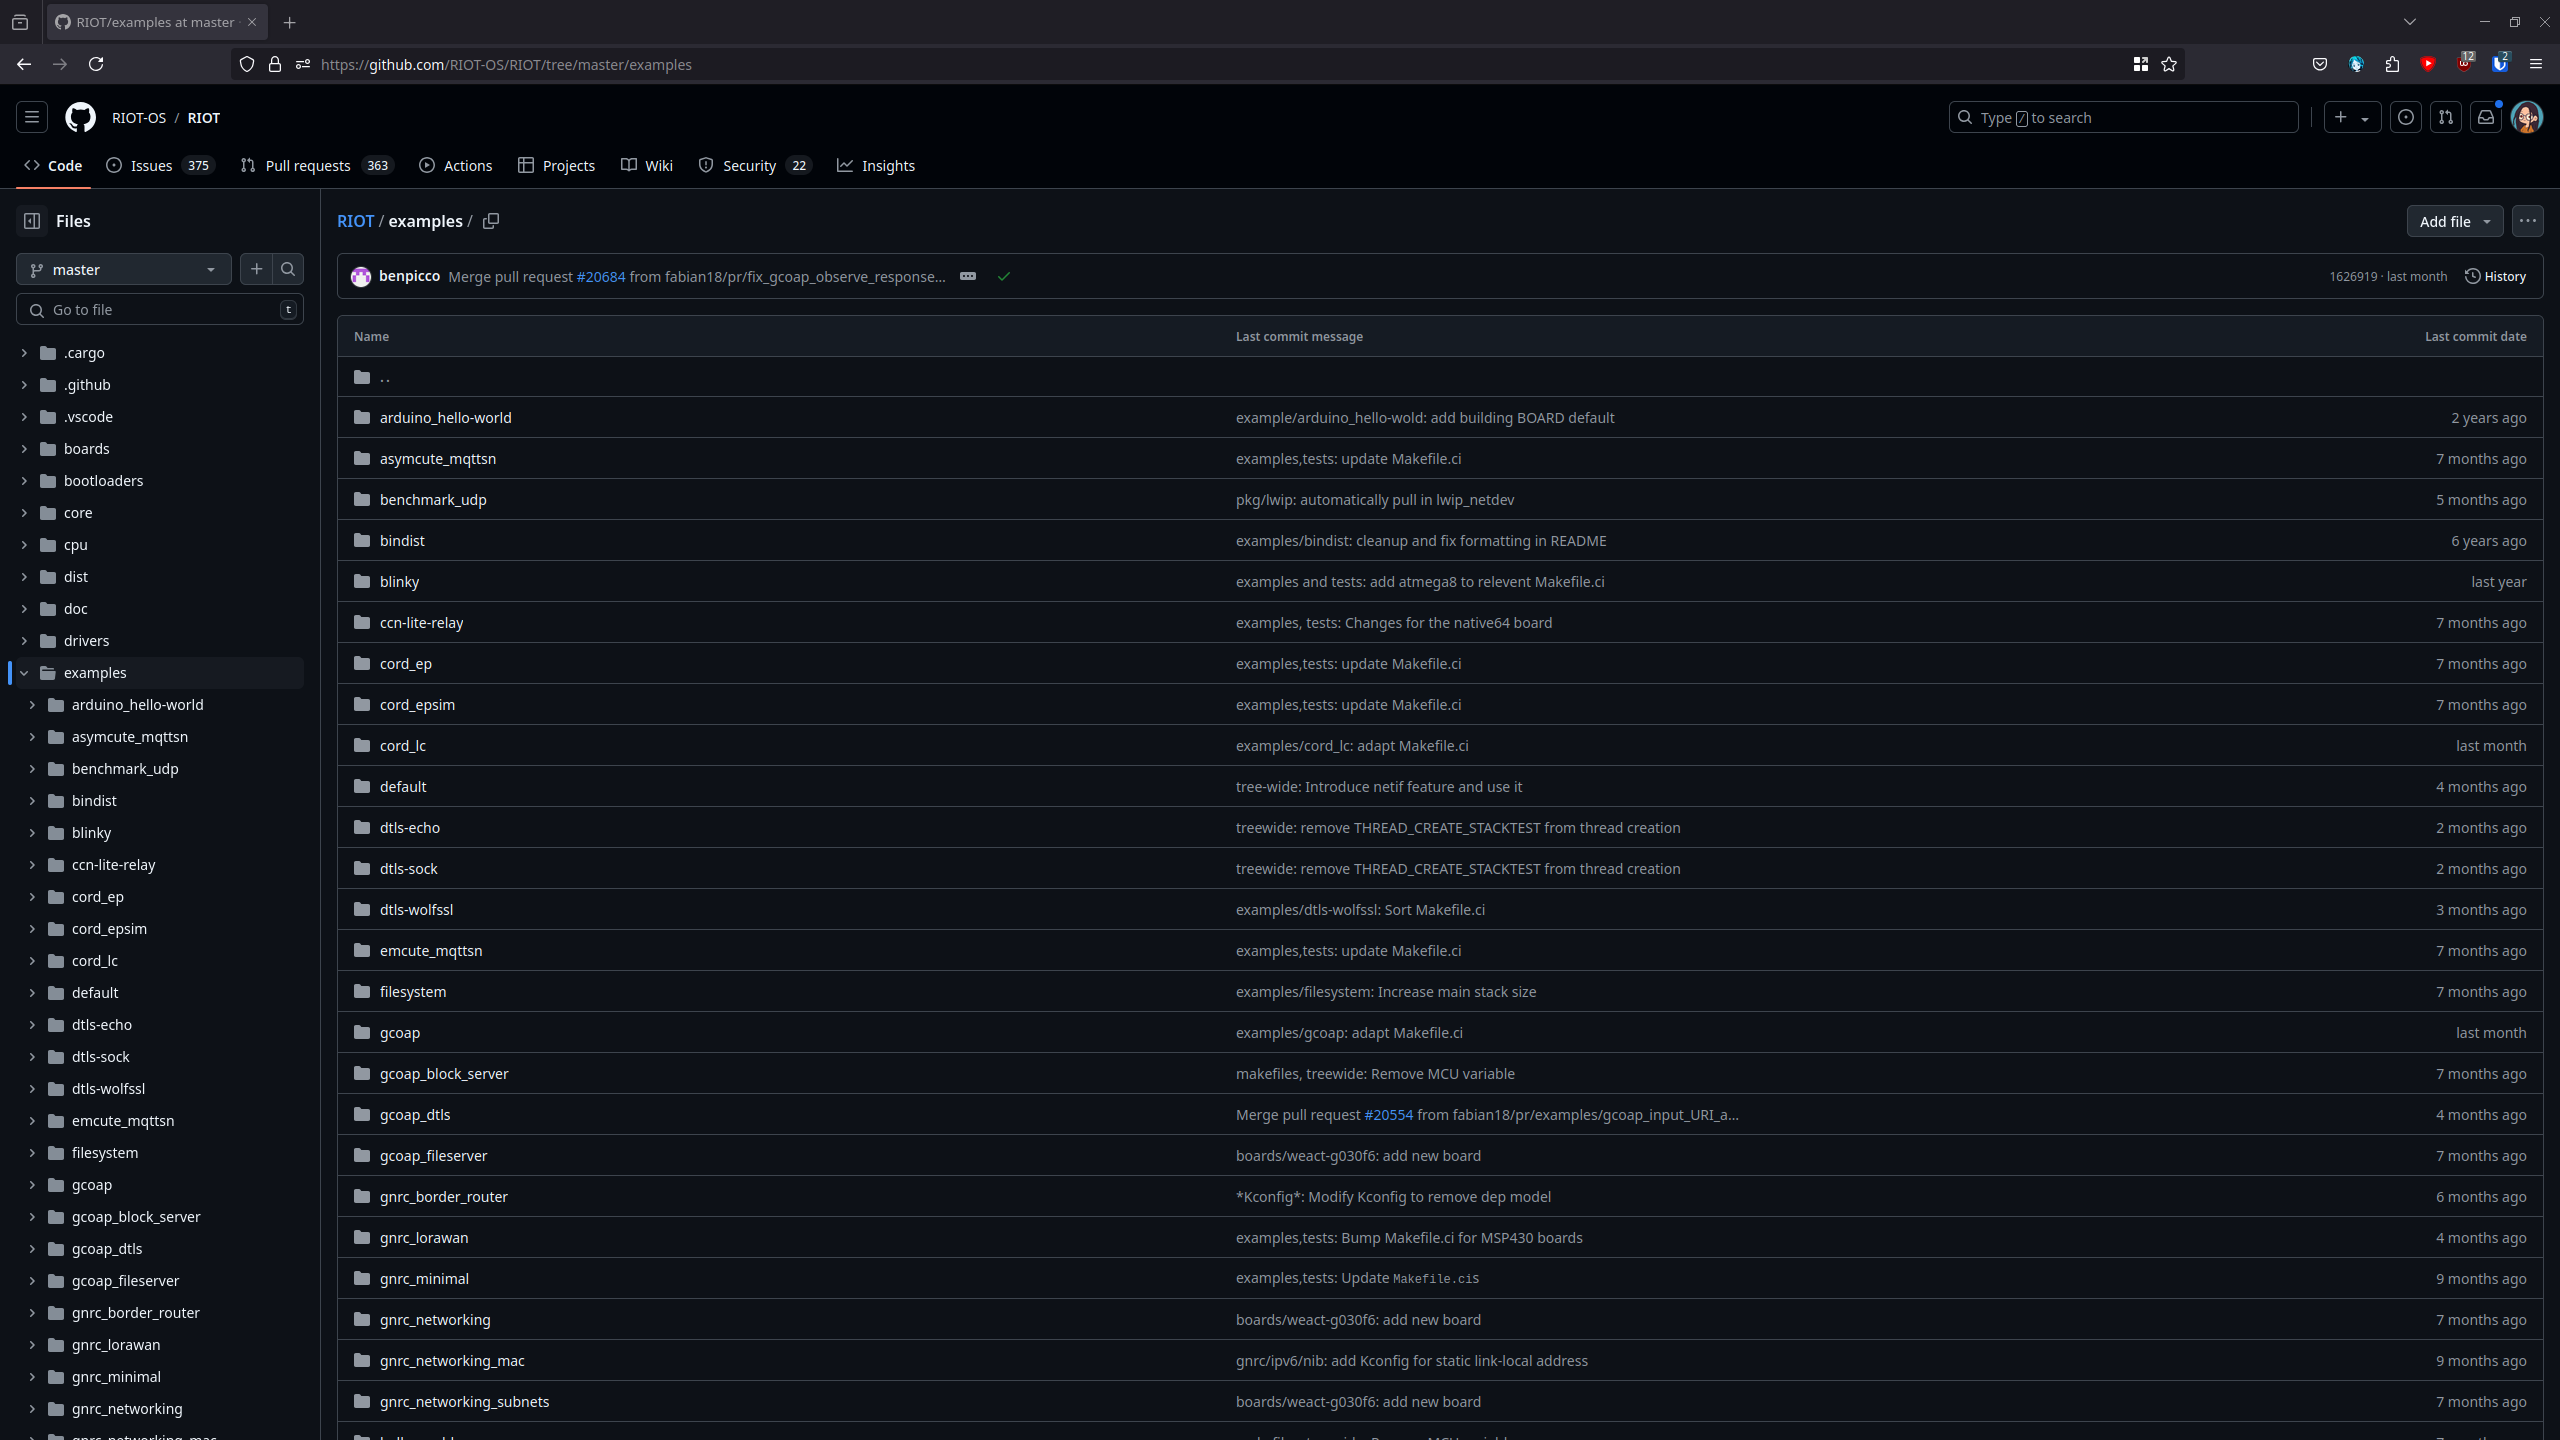 RIOT/examples at master
https://github.com/RIOT-OS/RIOT/tree/master/examples
12
2
RIOT-OS / RIOT
Type / to search
Code
Issues 375
Pull requests 363
Actions
Projects
Wiki
Security 22
Insights
Files
master
Go to file
t
.cargo
.github
.vscode
boards
bootloaders
core
cpu
dist
doc
drivers
examples
arduino_hello-world
asymcute_mqttsn
benchmark_udp
bindist
blinky
ccn-lite-relay
cord_ep
cord_epsim
cord_lc
default
dtls-echo
dtls-sock
dtls-wolfssl
emcute_mqttsn
filesystem
gcoap
gcoap_block_server
gcoap_dtls
gcoap_fileserver
gnrc_border_router
gnrc_lorawan
gnrc_minimal
gnrc_networking
RIOT / examples /
Add file
benpicco Merge pull request #20684 from fabian18/pr/fix_gcoap_observe_response...
1626919 · last month
History
Name Last commit message Last commit date
..
arduino_hello-world example/arduino_hello-wold: add building BOARD default 2 years ago
asymcute_mqttsn examples,tests: update Makefile.ci 7 months ago
benchmark_udp pkg/lwip: automatically pull in lwip_netdev 5 months ago
bindist examples/bindist: cleanup and fix formatting in README 6 years ago
blinky examples and tests: add atmega8 to relevent Makefile.ci last year
ccn-lite-relay examples, tests: Changes for the native64 board 7 months ago
cord_ep examples,tests: update Makefile.ci 7 months ago
cord_epsim examples,tests: update Makefile.ci 7 months ago
cord_lc examples/cord_lc: adapt Makefile.ci last month
default tree-wide: Introduce netif feature and use it 4 months ago
dtls-echo treewide: remove THREAD_CREATE_STACKTEST from thread creation 2 months ago
dtls-sock treewide: remove THREAD_CREATE_STACKTEST from thread creation 2 months ago
dtls-wolfssl examples/dtls-wolfssl: Sort Makefile.ci 3 months ago
emcute_mqttsn examples,tests: update Makefile.ci 7 months ago
filesystem examples/filesystem: Increase main stack size 7 months ago
gcoap examples/gcoap: adapt Makefile.ci last month
gcoap_block_server makefiles, treewide: Remove MCU variable 7 months ago
gcoap_dtls Merge pull request #20554 from fabian18/pr/examples/gcoap_input_URI_a... 4 months ago
gcoap_fileserver boards/weact-g030f6: add new board 7 months ago
gnrc_border_router *Kconfig*: Modify Kconfig to remove dep model 6 months ago
gnrc_lorawan examples,tests: Bump Makefile.ci for MSP430 boards 4 months ago
gnrc_minimal examples,tests: Update Makefile.cis 9 months ago
gnrc_networking boards/weact-g030f6: add new board 7 months ago
gnrc_networking_mac gnrc/ipv6/nib: add Kconfig for static link-local address 9 months ago
gnrc_networking_subnets boards/weact-g030f6: add new board 7 months ago